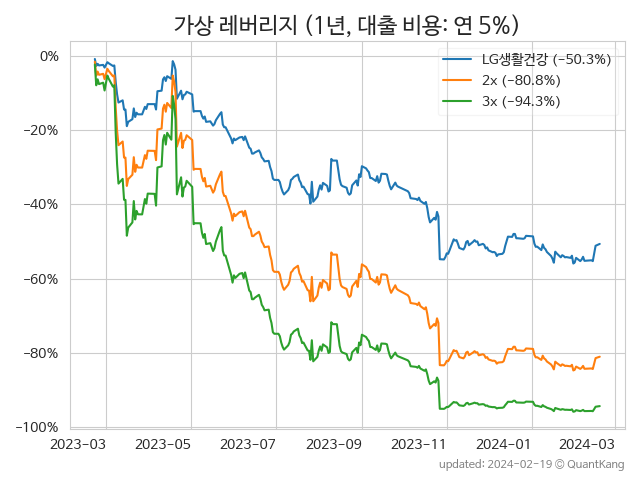 가상 레버리지 (1년, 대출 비용: 연 5%)
LG생활건강 (−50.3%)
2x (−80.8%)
3x (−94.3%)
0%
−20%
−40%
−60%
−80%
−100%
2023-03 2023-05 2023-07 2023-09 2023-11 2024-01 2024-03
updated: 2024-02-19 © QuantKang